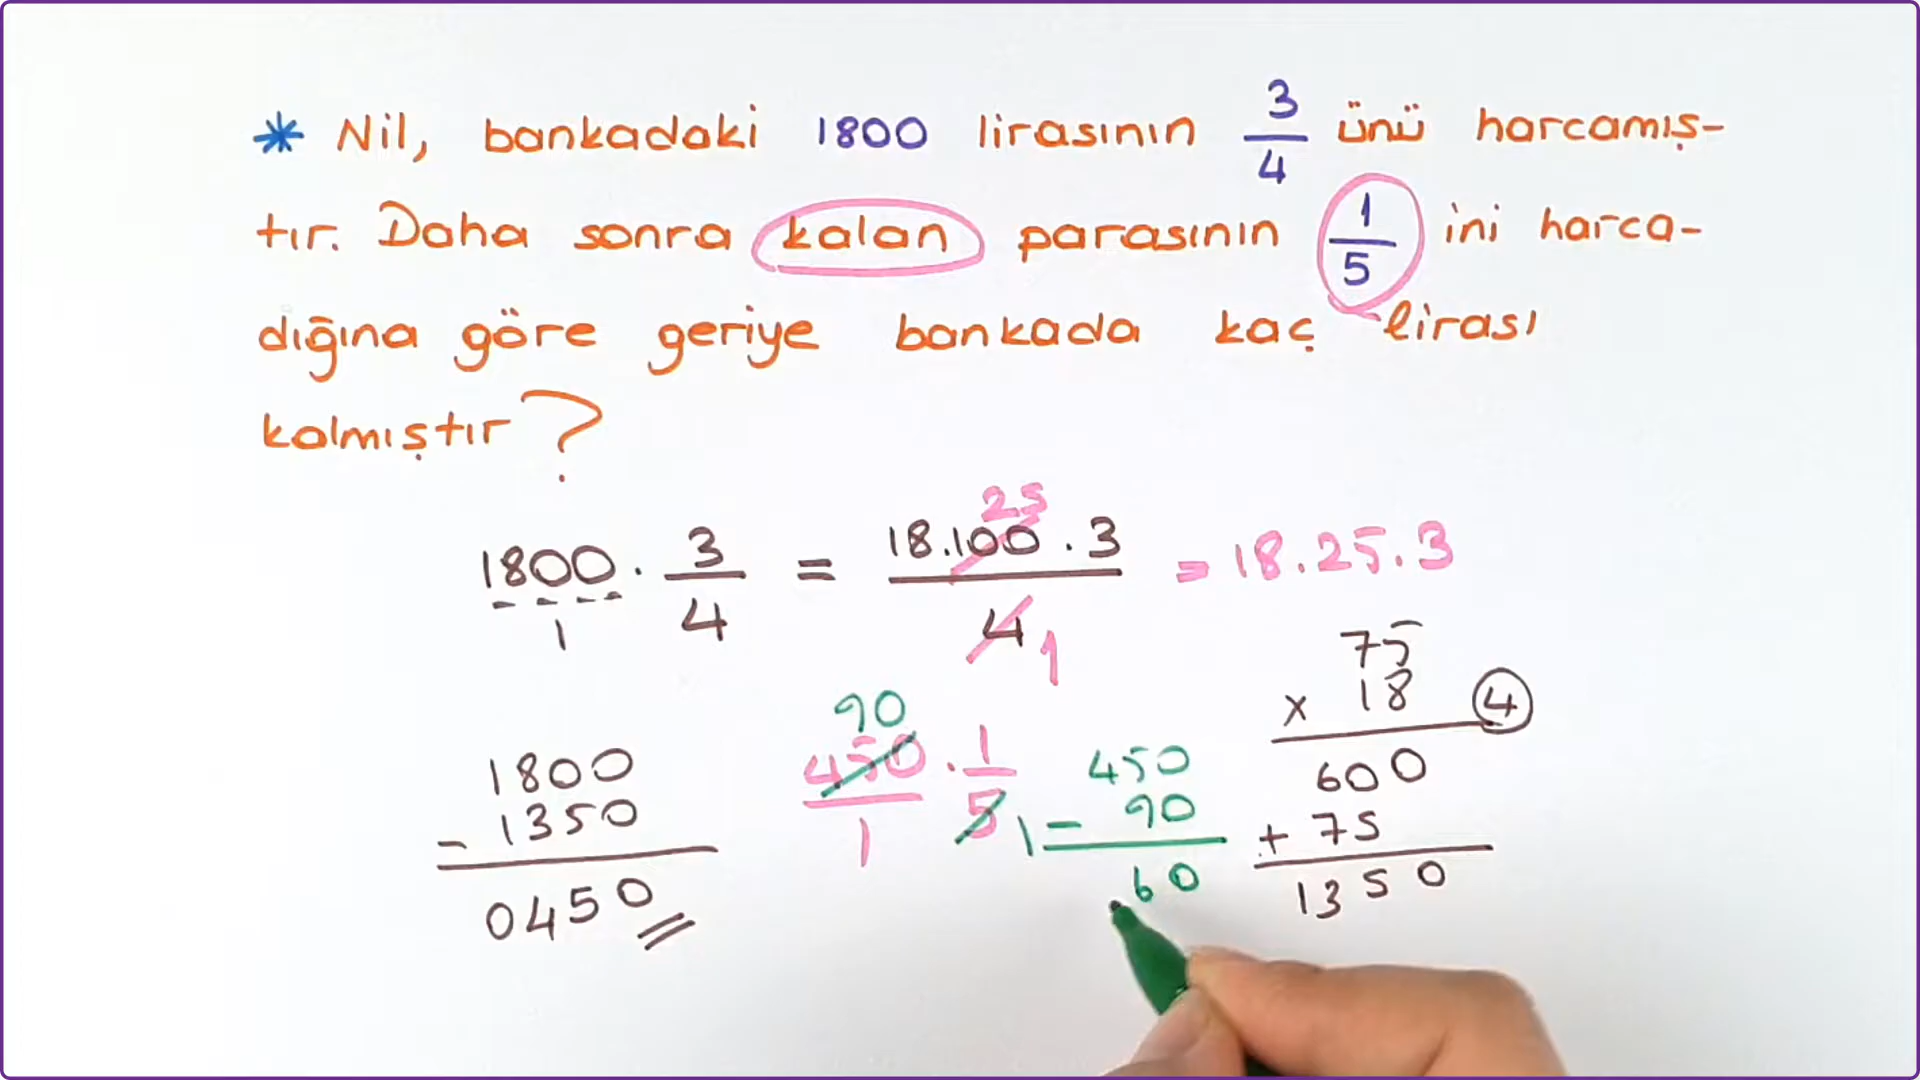 * Nil, bankadaki 1800 lirasının 3/4 ünü harcamış-
tır. Daha sonra kalan parasının 1/5 ini harca-
dığına göre geriye bankada kaç lirası
kalmıştır?
1800/1 . 3/4 = 18.100.3/4 = 18.25.3
25
1
75
x 18 4
600
+ 75
1350
1800
- 1350
0450
90
450/1 . 1/5
1
450
- 90
60